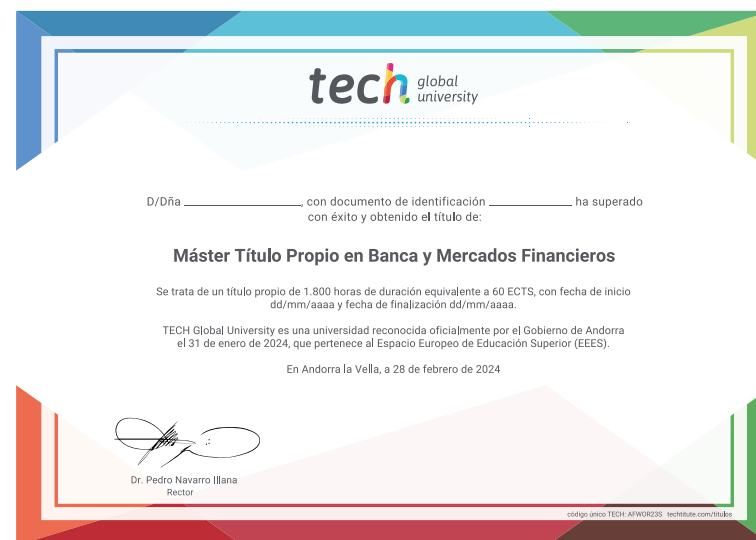 tech global university
D/Dña ____________________, con documento de identificación ______________ ha superado
con éxito y obtenido el título de:
Máster Título Propio en Banca y Mercados Financieros
Se trata de un título propio de 1.800 horas de duración equivalente a 60 ECTS, con fecha de inicio
dd/mm/aaaa y fecha de finalización dd/mm/aaaa.
TECH Global University es una universidad reconocida oficialmente por el Gobierno de Andorra
el 31 de enero de 2024, que pertenece al Espacio Europeo de Educación Superior (EEES).
En Andorra la Vella, a 28 de febrero de 2024
Dr. Pedro Navarro Illana
Rector
código único TECH: AFWOR23S techtitute.com/titulos